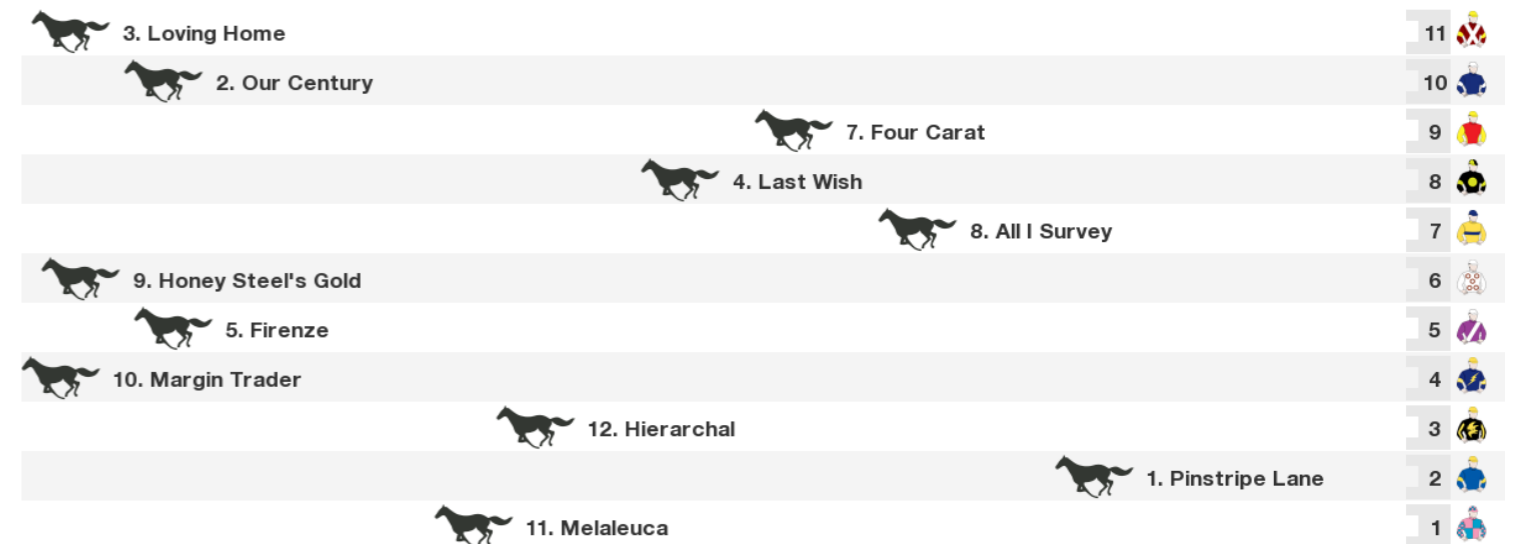 3. Loving Home 11
2. Our Century 10
7. Four Carat 9
4. Last Wish 8
8. All I Survey 7
9. Honey Steel's Gold 6
5. Firenze 5
10. Margin Trader 4
12. Hierarchal 3
1. Pinstripe Lane 2
11. Melaleuca 1